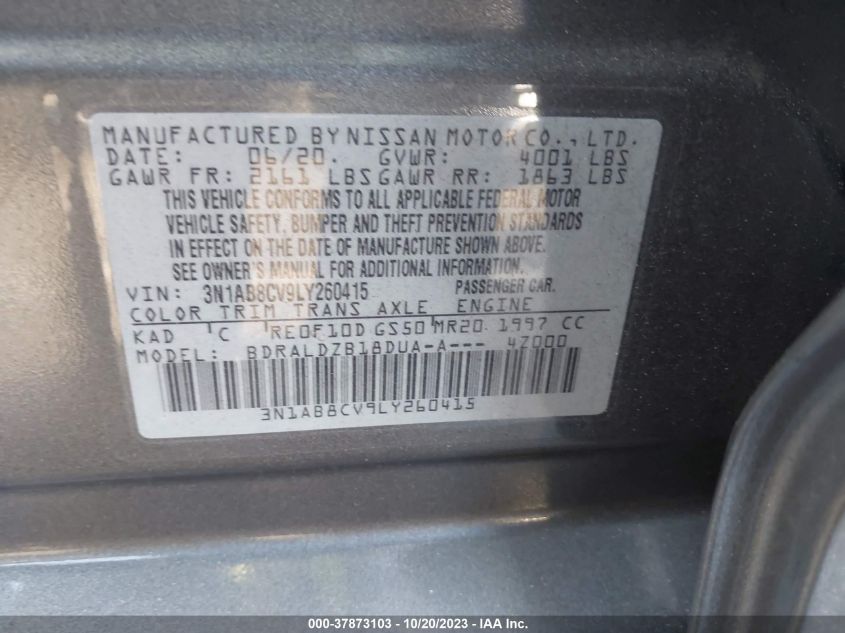 MANUFACTURED BY NISSAN MOTOR CO., LTD.
DATE: 06/20. GVWR: 4001 LBS
GAWR FR: 2161 LBS GAWR RR: 1863 LBS
THIS VEHICLE CONFORMS TO ALL APPLICABLE FEDERAL MOTOR
VEHICLE SAFETY, BUMPER AND THEFT PREVENTION STANDARDS
IN EFFECT ON THE DATE OF MANUFACTURE SHOWN ABOVE.
SEE OWNER'S MANUAL FOR ADDITIONAL INFORMATION.
VIN: 3N1AB8CV9LY260415 PASSENGER CAR.
COLOR TRIM TRANS AXLE ENGINE
KAD 'C 'RE0F10D GS50 MR20 1997 CC
MODEL: BDRALDZB18DUA-A--- 4Z000
3N1AB8CV9LY260415
000-37873103 - 10/20/2023 - IAA Inc.